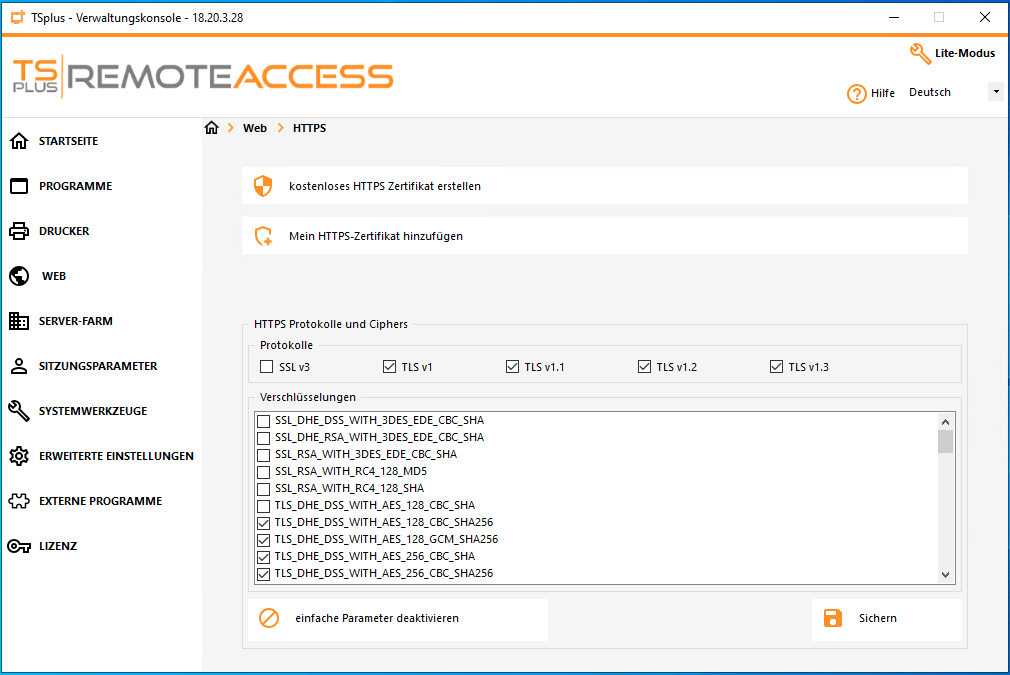 TSplus - Verwaltungskonsole - 18.20.3.28
TS PLUS REMOTEACCESS
Lite-Modus
Hilfe
Deutsch
STARTSEITE
PROGRAMME
DRUCKER
WEB
SERVER-FARM
SITZUNGSPARAMETER
SYSTEMWERKZEUGE
ERWEITERTE EINSTELLUNGEN
EXTERNE PROGRAMME
LIZENZ
Web > HTTPS
kostenloses HTTPS Zertifikat erstellen
Mein HTTPS-Zertifikat hinzufügen
HTTPS Protokolle und Ciphers
Protokolle
SSL v3 TLS v1 TLS v1.1 TLS v1.2 TLS v1.3
Verschlüsselungen
SSL_DHE_DSS_WITH_3DES_EDE_CBC_SHA
SSL_DHE_RSA_WITH_3DES_EDE_CBC_SHA
SSL_RSA_WITH_3DES_EDE_CBC_SHA
SSL_RSA_WITH_RC4_128_MD5
SSL_RSA_WITH_RC4_128_SHA
TLS_DHE_DSS_WITH_AES_128_CBC_SHA
TLS_DHE_DSS_WITH_AES_128_CBC_SHA256
TLS_DHE_DSS_WITH_AES_128_GCM_SHA256
TLS_DHE_DSS_WITH_AES_256_CBC_SHA
TLS_DHE_DSS_WITH_AES_256_CBC_SHA256
einfache Parameter deaktivieren
Sichern